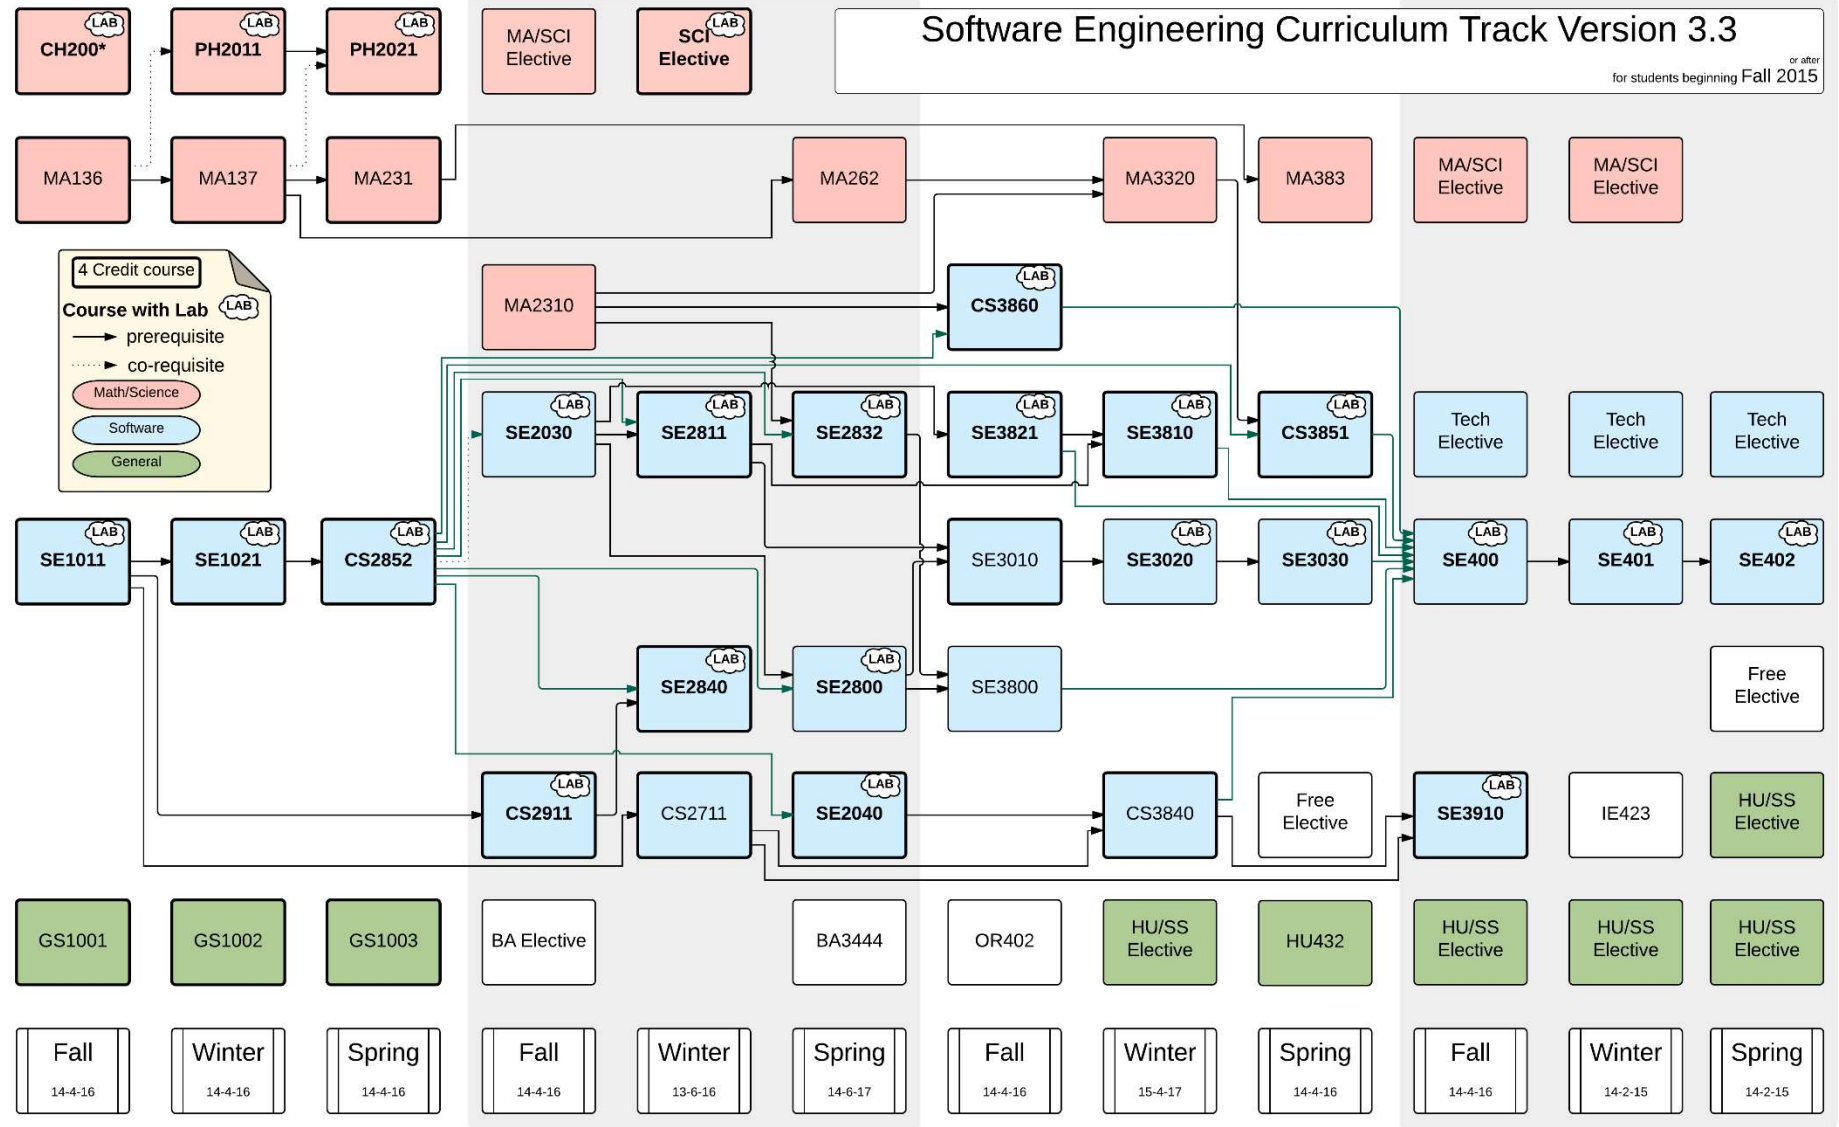 LAB
CH200*
LAB
PH2011
LAB
PH2021
MA/SCI
Elective
LAB
SCI
Elective
Software Engineering Curriculum Track Version 3.3
or after
for students beginning Fall 2015
MA136
MA137
MA231
MA262
MA3320
MA383
MA/SCI
Elective
MA/SCI
Elective
4 Credit course
Course with Lab
LAB
prerequisite
co-requisite
Math/Science
Software
General
MA2310
LAB
CS3860
LAB
SE2030
LAB
SE2811
LAB
SE2832
LAB
SE3821
LAB
SE3810
LAB
CS3851
Tech
Elective
Tech
Elective
Tech
Elective
LAB
SE1011
LAB
SE1021
LAB
CS2852
SE3010
LAB
SE3020
LAB
SE3030
LAB
SE400
LAB
SE401
LAB
SE402
LAB
SE2840
LAB
SE2800
SE3800
Free
Elective
LAB
CS2911
CS2711
LAB
SE2040
CS3840
Free
Elective
LAB
SE3910
IE423
HU/SS
Elective
GS1001
GS1002
GS1003
BA Elective
BA3444
OR402
HU/SS
Elective
HU432
HU/SS
Elective
HU/SS
Elective
HU/SS
Elective
Fall
14-4-16
Winter
14-4-16
Spring
14-4-16
Fall
14-4-16
Winter
13-6-16
Spring
14-6-17
Fall
14-4-16
Winter
15-4-17
Spring
14-4-16
Fall
14-4-16
Winter
14-2-15
Spring
14-2-15